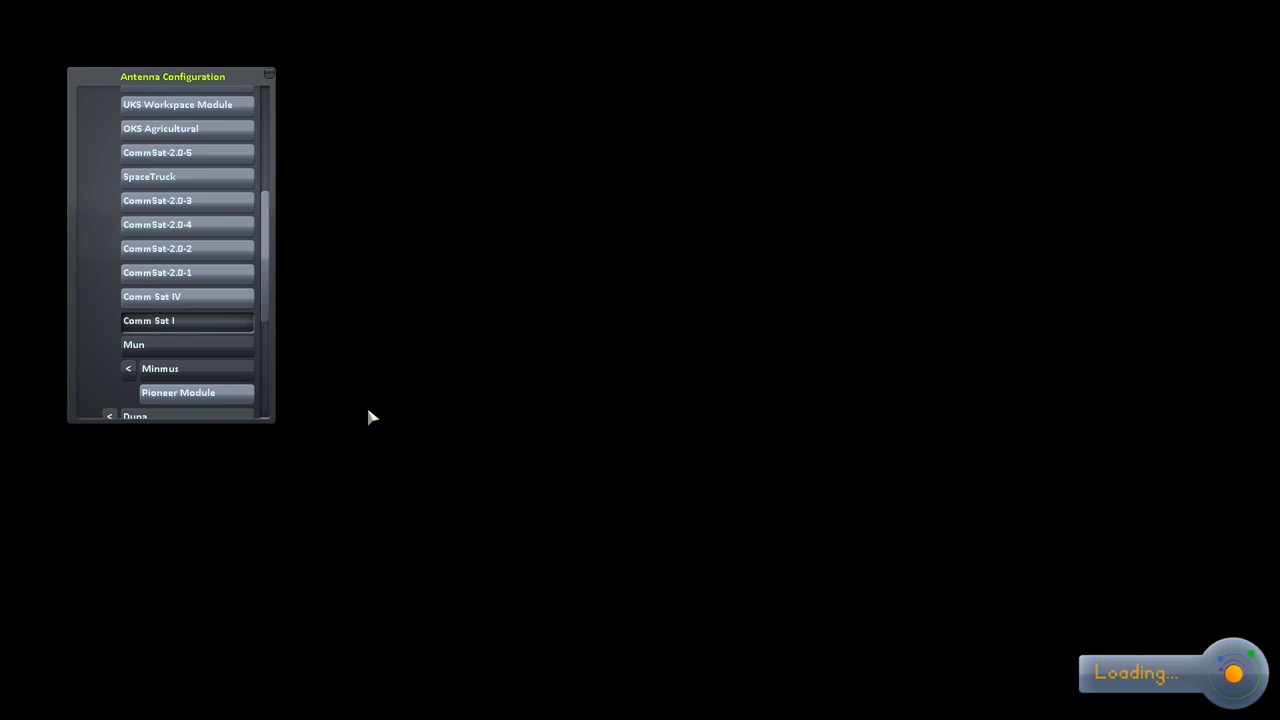 Antenna Configuration
UKS Workspace Module
OKS Agricultural
CommSat-2.0-5
SpaceTruck
CommSat-2.0-3
CommSat-2.0-4
CommSat-2.0-2
CommSat-2.0-1
Comm Sat IV
Comm Sat I
Mun
< Minmus
Pioneer Module
< Duna
Loading...